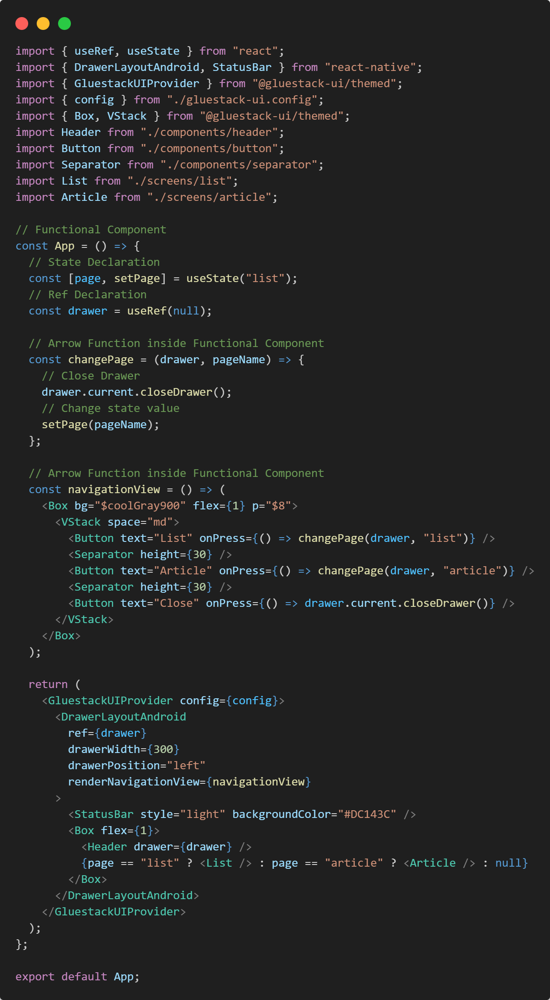 import { useRef, useState } from "react";
import { DrawerLayoutAndroid, StatusBar } from "react-native";
import { GluestackUIProvider } from "@gluestack-ui/themed";
import { config } from "./gluestack-ui.config";
import { Box, VStack } from "@gluestack-ui/themed";
import Header from "./components/header";
import Button from "./components/button";
import Separator from "./components/separator";
import List from "./screens/list";
import Article from "./screens/article";

// Functional Component
const App = () => {
  // State Declaration
  const [page, setPage] = useState("list");
  // Ref Declaration
  const drawer = useRef(null);

  // Arrow Function inside Functional Component
  const changePage = (drawer, pageName) => {
    // Close Drawer
    drawer.current.closeDrawer();
    // Change state value
    setPage(pageName);
  };

  // Arrow Function inside Functional Component
  const navigationView = () => (
    <Box bg="$coolGray900" flex={1} p="$8">
      <VStack space="md">
        <Button text="List" onPress={() => changePage(drawer, "list")} />
        <Separator height={30} />
        <Button text="Article" onPress={() => changePage(drawer, "article")} />
        <Separator height={30} />
        <Button text="Close" onPress={() => drawer.current.closeDrawer()} />
      </VStack>
    </Box>
  );

  return (
    <GluestackUIProvider config={config}>
      <DrawerLayoutAndroid
        ref={drawer}
        drawerWidth={300}
        drawerPosition="left"
        renderNavigationView={navigationView}
      >
        <StatusBar style="light" backgroundColor="#DC143C" />
        <Box flex={1}>
          <Header drawer={drawer} />
          {page == "list" ? <List /> : page == "article" ? <Article /> : null}
        </Box>
      </DrawerLayoutAndroid>
    </GluestackUIProvider>
  );
};

export default App;